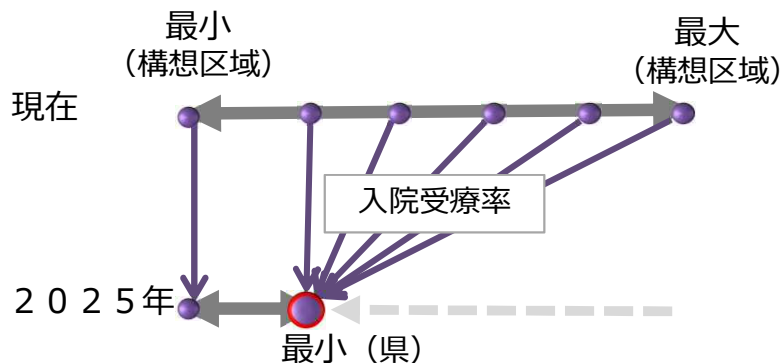 最小
（構想区域）
最大
（構想区域）
現在
入院受療率
２０２５年
最小（県）